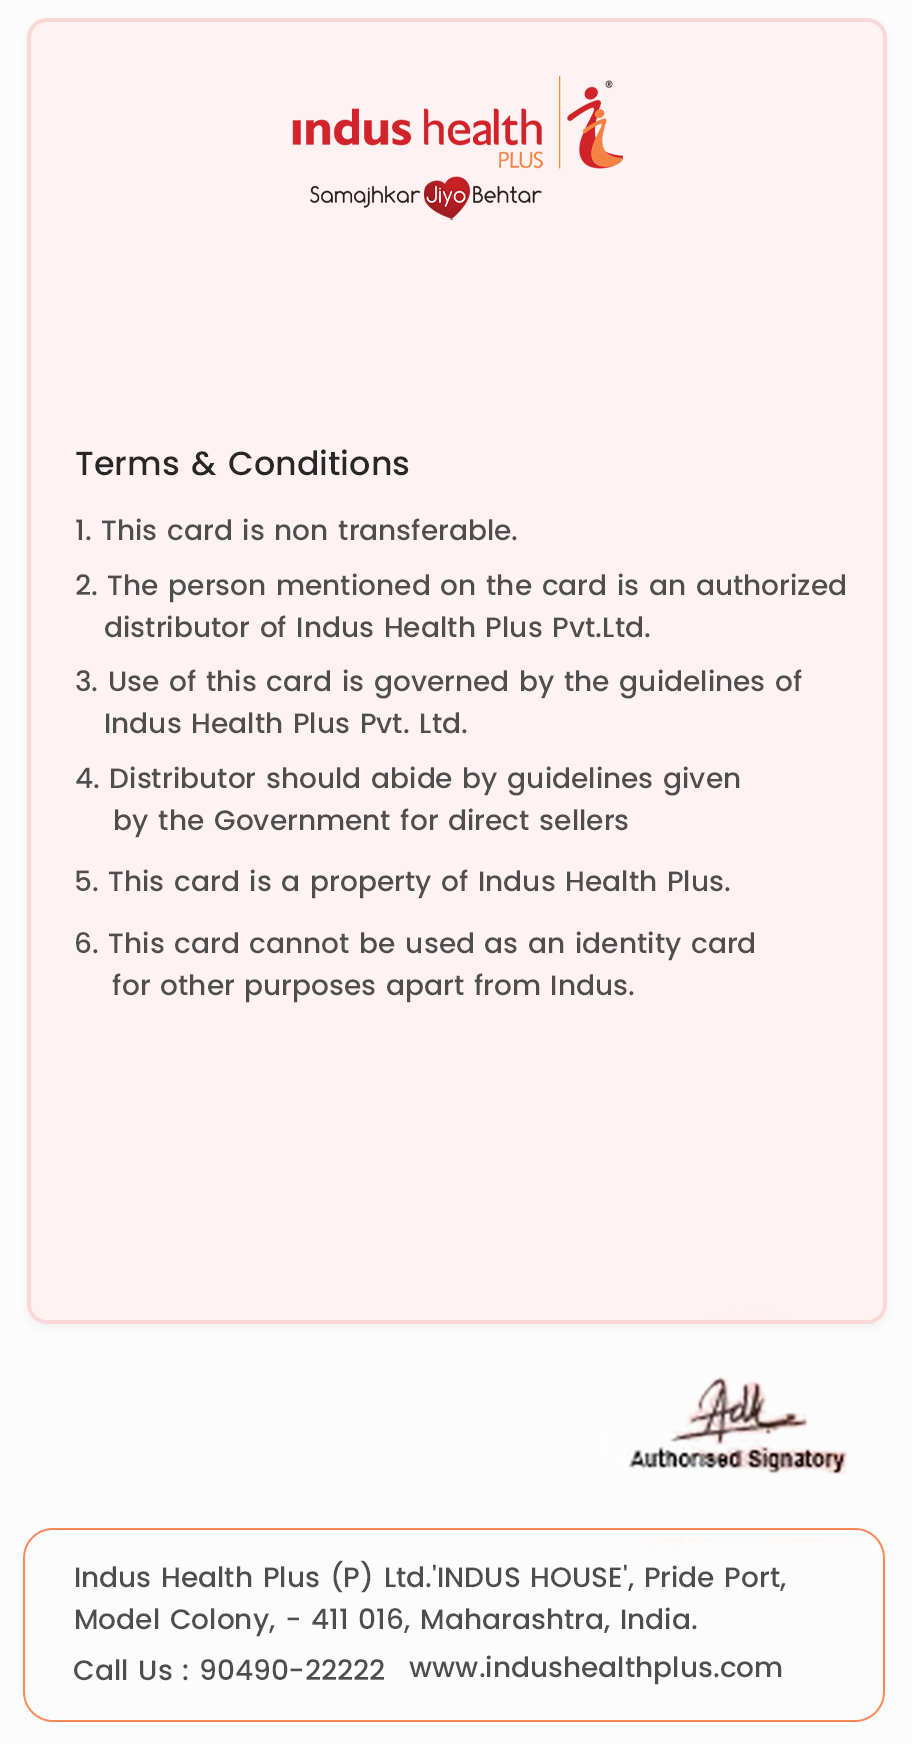 ındus health
PLUS
®
Samajhkar Jiyo Behtar
Terms & Conditions
1. This card is non transferable.
2. The person mentioned on the card is an authorized
distributor of Indus Health Plus Pvt.Ltd.
3. Use of this card is governed by the guidelines of
Indus Health Plus Pvt. Ltd.
4. Distributor should abide by guidelines given
by the Government for direct sellers
5. This card is a property of Indus Health Plus.
6. This card cannot be used as an identity card
for other purposes apart from Indus.
Authorised Signatory
Indus Health Plus (P) Ltd.'INDUS HOUSE', Pride Port,
Model Colony, - 411 016, Maharashtra, India.
Call Us : 90490-22222 www.indushealthplus.com